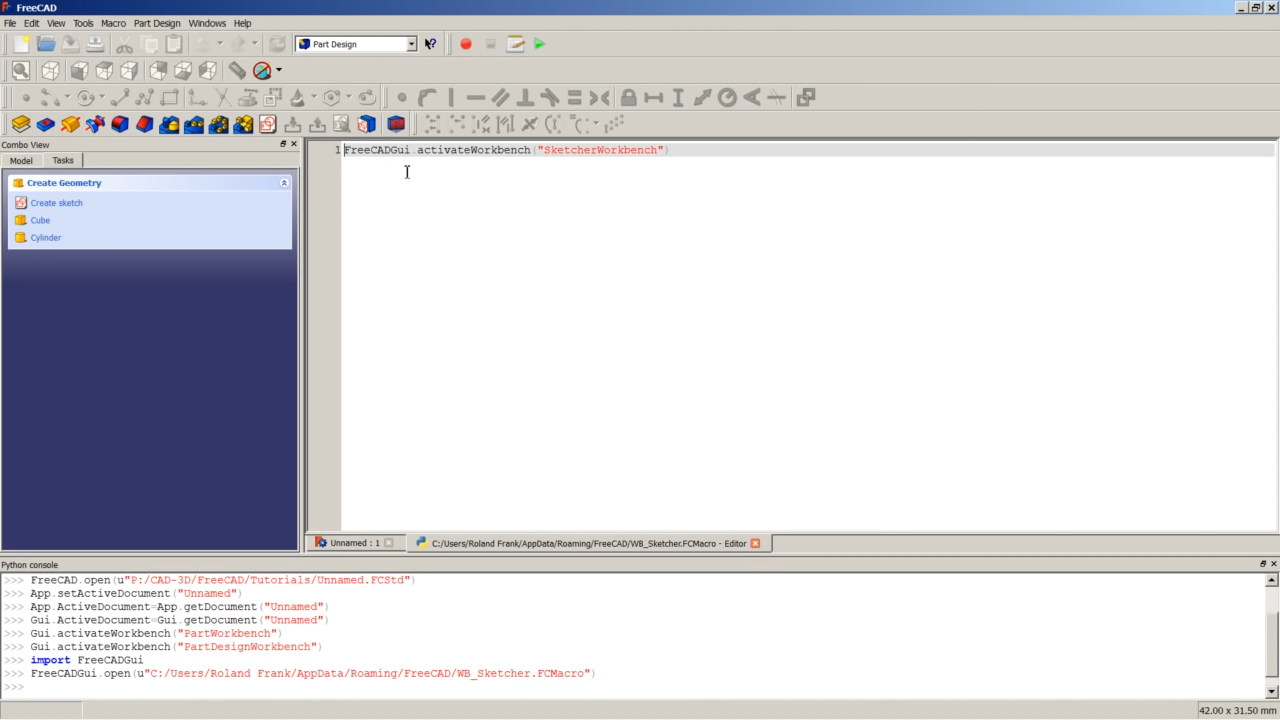 FreeCAD
File Edit View Tools Macro Part Design Windows Help
Part Design
Combo View
Model Tasks
Create Geometry
Create sketch
Cube
Cylinder
1 FreeCADGui.activateWorkbench("SketcherWorkbench")
Unnamed : 1 C:/Users/Roland Frank/AppData/Roaming/FreeCAD/WB_Sketcher.FCMacro - Editor
Python console
>>> FreeCAD.open(u"P:/CAD-3D/FreeCAD/Tutorials/Unnamed.FCStd")
>>> App.setActiveDocument("Unnamed")
>>> App.ActiveDocument=App.getDocument("Unnamed")
>>> Gui.ActiveDocument=Gui.getDocument("Unnamed")
>>> Gui.activateWorkbench("PartWorkbench")
>>> Gui.activateWorkbench("PartDesignWorkbench")
>>> import FreeCADGui
>>> FreeCADGui.open(u"C:/Users/Roland Frank/AppData/Roaming/FreeCAD/WB_Sketcher.FCMacro")
>>>
42.00 x 31.50 mm